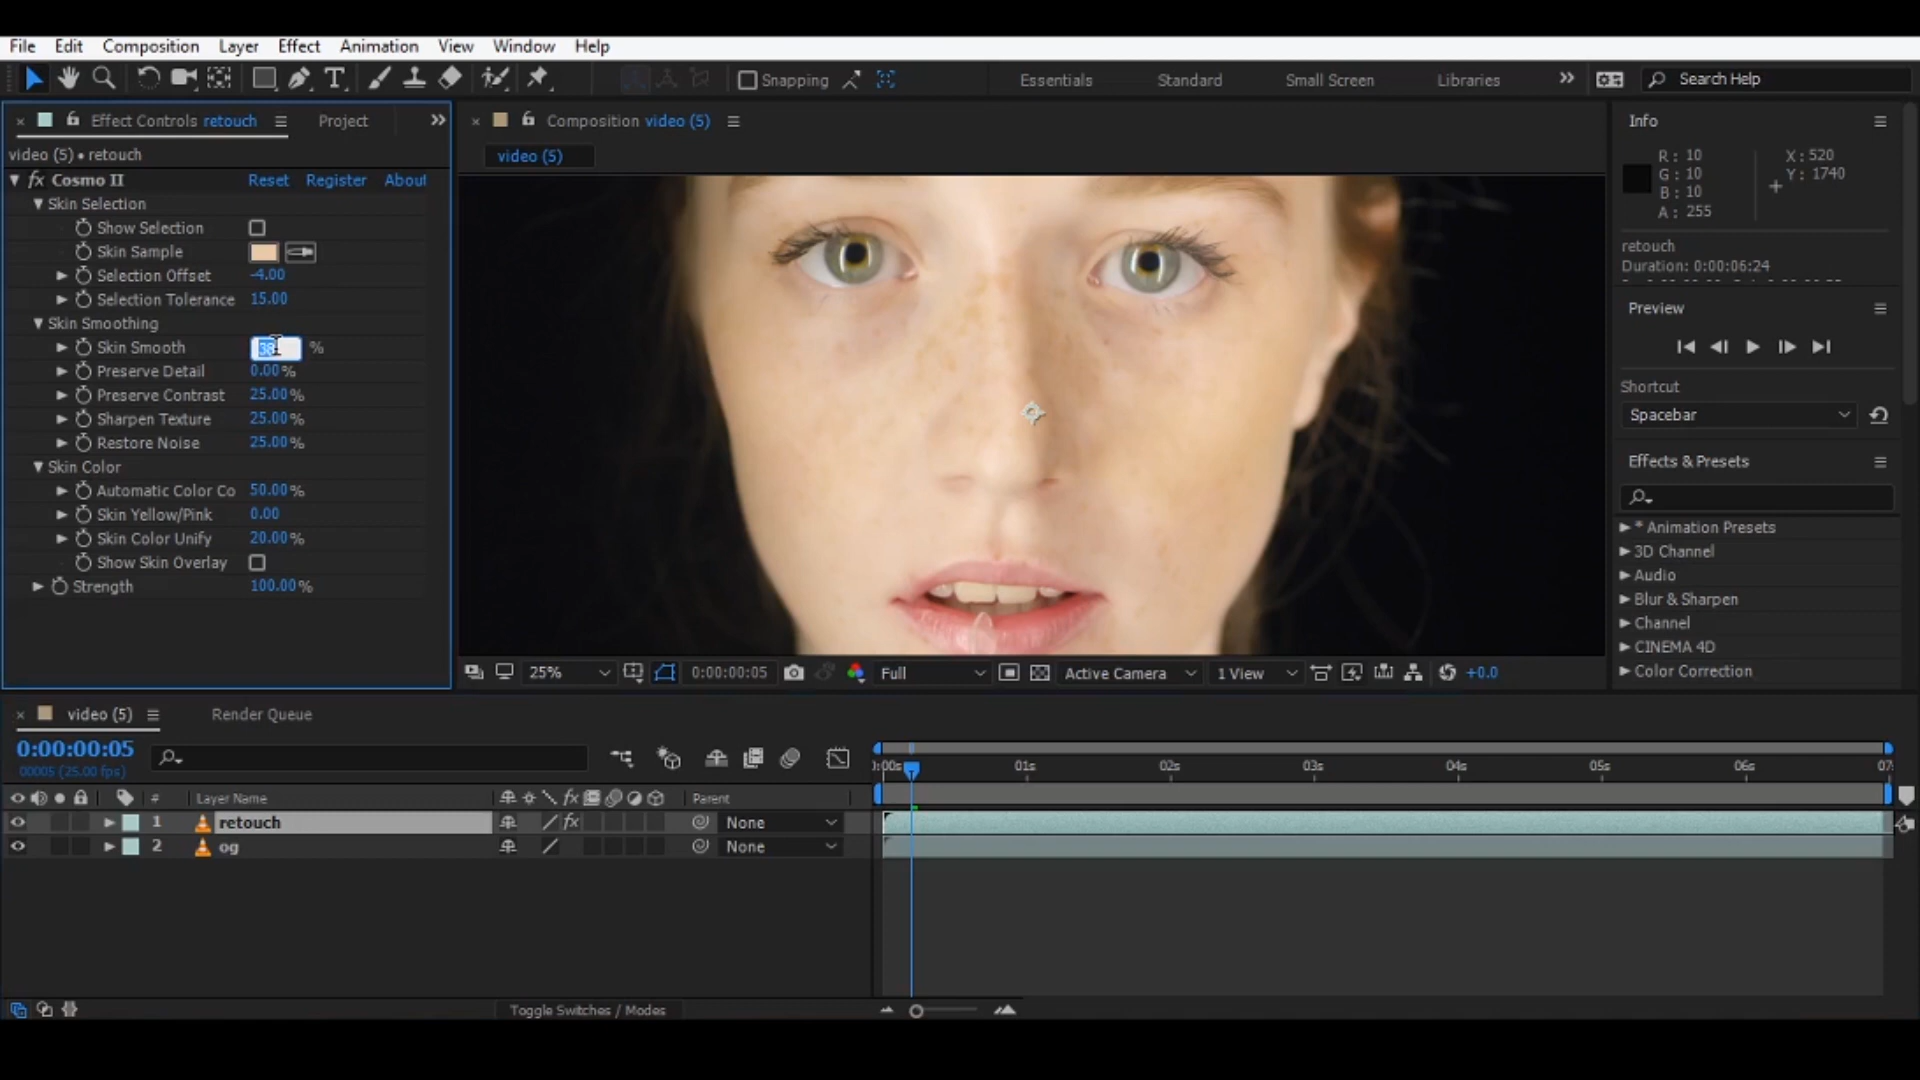 File Edit Composition Layer Effect Animation View Window Help
Snapping Essentials Standard Small Screen Libraries Search Help
Effect Controls retouch Project
video (5) • retouch
fx Cosmo II Reset Register About
Skin Selection
Show Selection
Skin Sample
Selection Offset -4.00
Selection Tolerance 15.00
Skin Smoothing
Skin Smooth %
Preserve Detail 0.00%
Preserve Contrast 25.00%
Sharpen Texture 25.00%
Restore Noise 25.00%
Skin Color
Automatic Color Co 50.00%
Skin Yellow/Pink 0.00
Skin Color Unify 20.00%
Show Skin Overlay
Strength 100.00%
Composition video (5)
video (5)
25% 0:00:00:05 Full Active Camera 1 View +0.0
Info
R: 10 X: 520
G: 10 Y: 1740
B: 10
A: 255
retouch
Duration: 0:00:06:24
Preview
Shortcut
Spacebar
Effects & Presets
* Animation Presets
3D Channel
Audio
Blur & Sharpen
Channel
CINEMA 4D
Color Correction
video (5) Render Queue
0:00:00:05
00005 (25.00 fps)
:00s 01s 02s 03s 04s 05s 06s 07
# Layer Name fx Parent
1 retouch fx None
2 og None
Toggle Switches / Modes